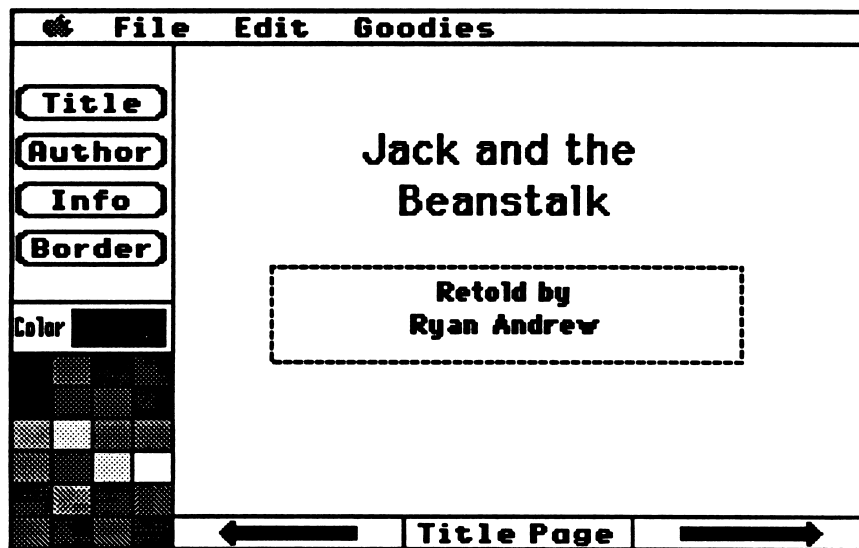 File Edit Goodies
Title
Author
Info
Border
Color
Jack and the
Beanstalk
Retold by
Ryan Andrew
Title Page